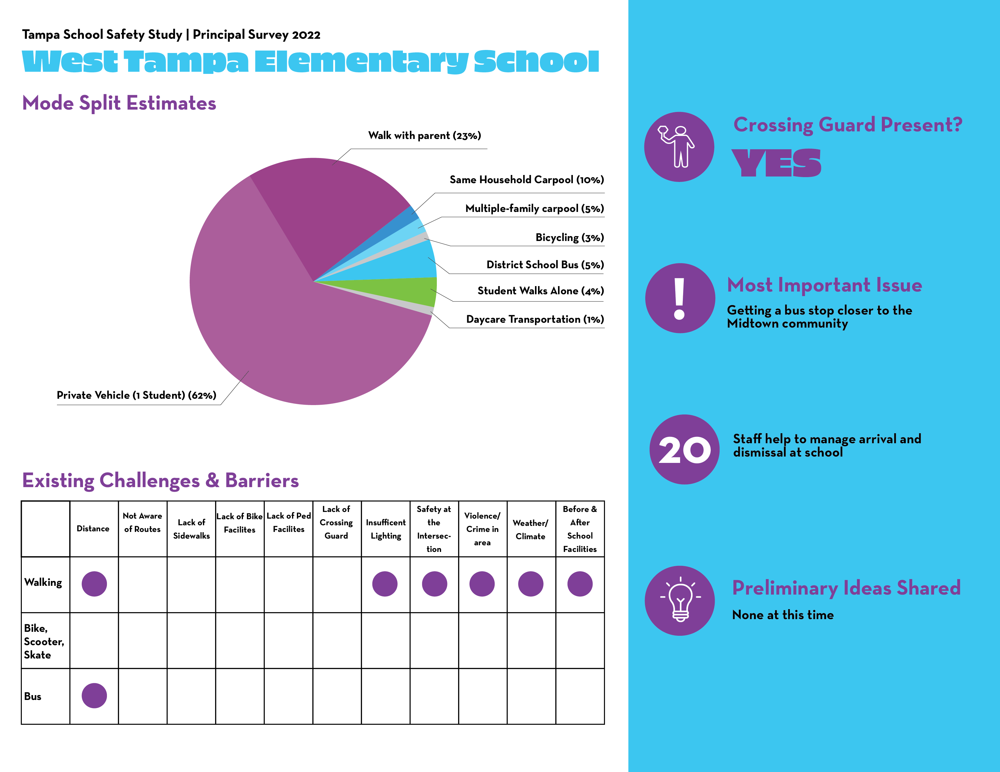 Tampa School Safety Study | Principal Survey 2022
West Tampa Elementary School
Mode Split Estimates
Walk with parent (23%)
Same Household Carpool (10%)
Multiple-family carpool (5%)
Bicycling (3%)
District School Bus (5%)
Student Walks Alone (4%)
Daycare Transportation (1%)
Private Vehicle (1 Student) (62%)
Existing Challenges & Barriers
Distance
Not Aware
of Routes
Lack of
Sidewalks
Lack of Bike
Facilites
Lack of Ped
Facilites
Lack of
Crossing
Guard
Insufficent
Lighting
Safety at
the
Intersec-
tion
Violence/
Crime in
area
Weather/
Climate
Before &
After
School
Facilities
Walking
Bike,
Scooter,
Skate
Bus
Crossing Guard Present?
YES
!
Most Important Issue
Getting a bus stop closer to the
Midtown community
20
Staff help to manage arrival and
dismissal at school
Preliminary Ideas Shared
None at this time